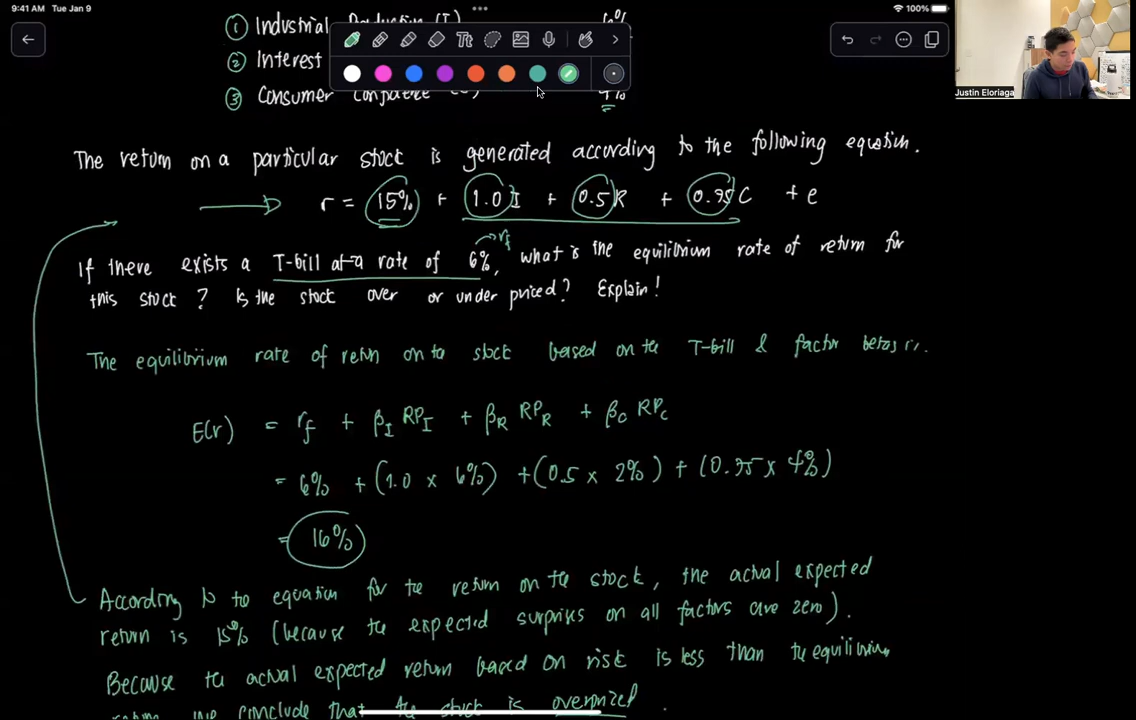 9:41 AM Tue Jan 9
100%
① Industrial Production (I) 6%
② Interest
③ Consumer Confidence 4%
Tt
Justin Eloriaga
The return on a particular stock is generated according to the following equation.
r = 15% + 1.0 I + 0.5 R + 0.75 C + e
If there exists a T-bill at a rate of 6%, what is the equilibrium rate of return for
rf
this stock ? Is the stock over or under priced? Explain!
The equilibrium rate of return on the stock based on the T-bill & factor betas is.
E(r) = rf + βI RPI + βR RPR + βC RPC
= 6% + (1.0 x 6%) + (0.5 x 2%) + (0.75 x 4%)
= 16%
According to the equation for the return on the stock, the actual expected
return is 15% (because the expected surprises on all factors are zero).
Because the actual expected return based on risk is less than the equilibrium
return we conclude that the stock is overpriced.